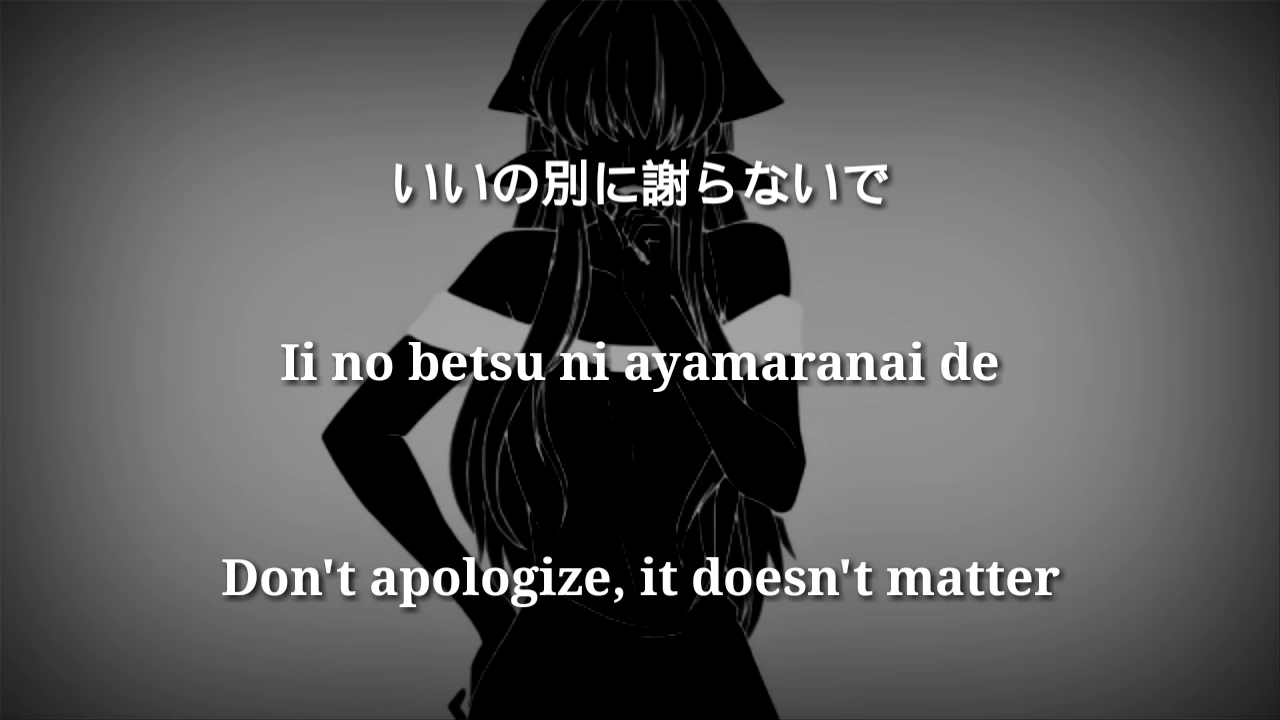 いいの別に謝らないで
Ii no betsu ni ayamaranai de
Don't apologize, it doesn't matter